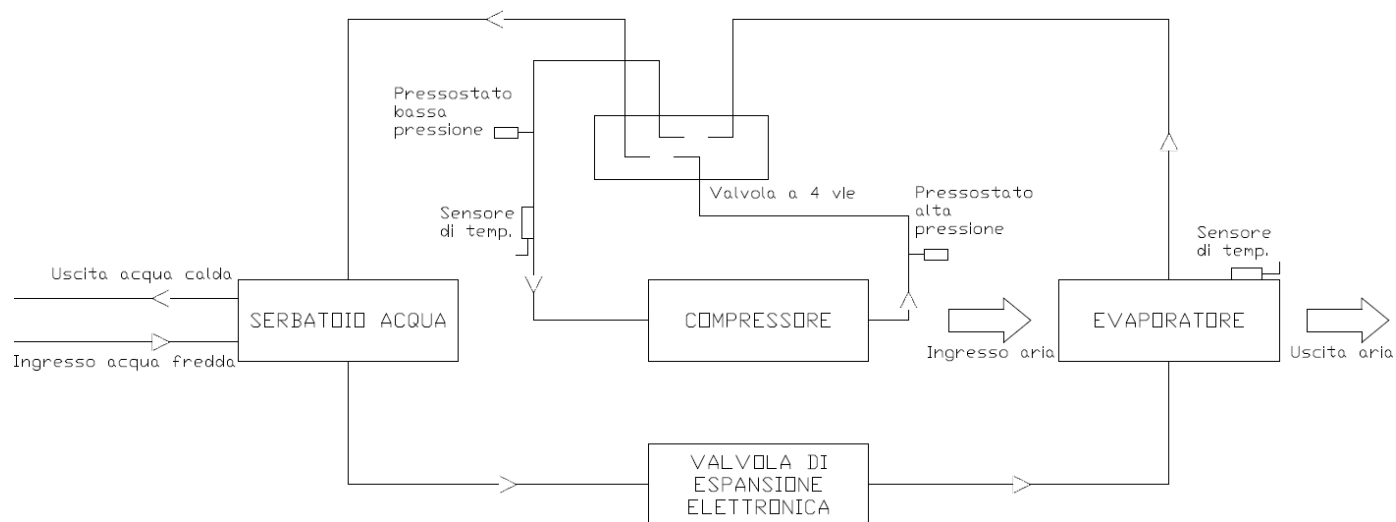 Pressostato
bassa
pressione
Valvola a 4 vie
Pressostato
alta
pressione
Sensore
di temp.
Sensore
di temp.
Uscita acqua calda
SERBATOIO ACQUA
COMPRESSORE
EVAPORATORE
Ingresso acqua fredda
Ingresso aria
Uscita aria
VALVOLA DI
ESPANSIONE
ELETTRONICA